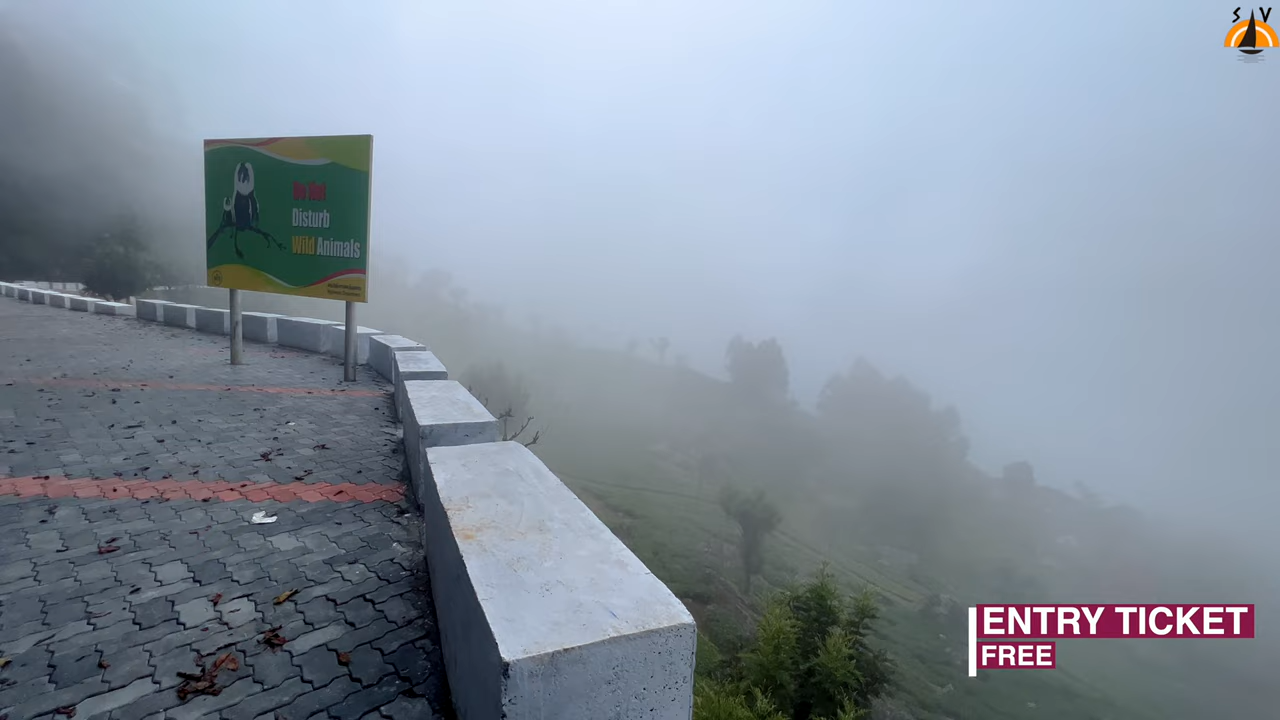 S V
Do Not
Disturb
Wild Animals
ENTRY TICKET
FREE